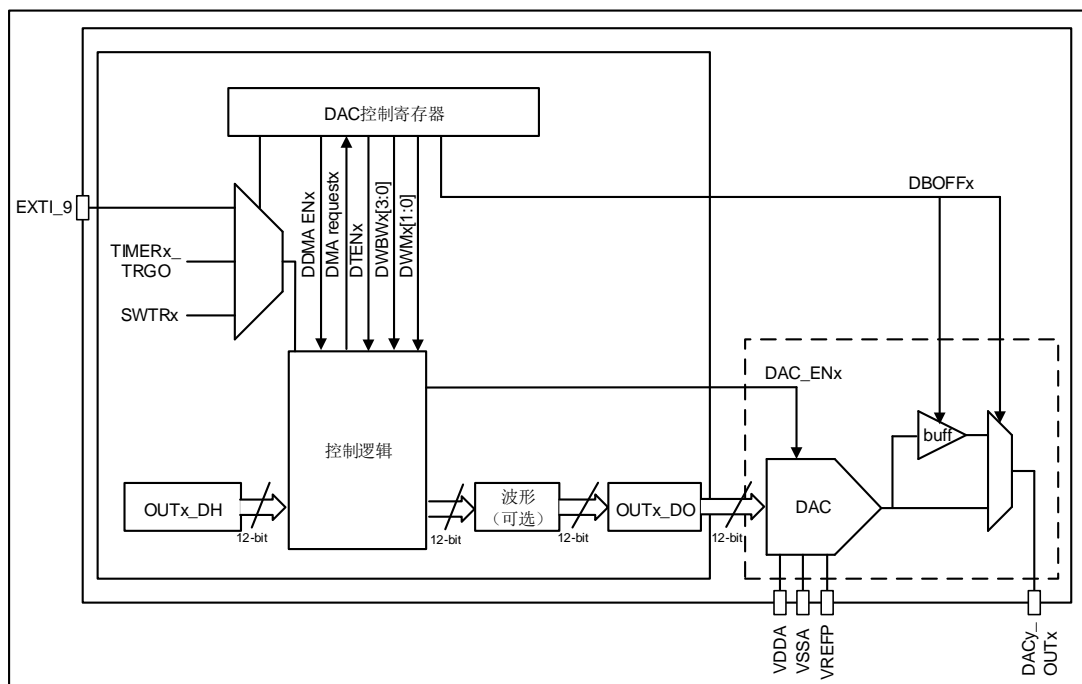 DAC控制寄存器
EXTI_9
TIMERx_
TRGO
SWTRx
DDMA ENx
DMA requestx
DTENx
DWBWx[3:0]
DWMx[1:0]
DBOFFx
控制逻辑
DAC_ENx
buff
OUTx_DH
12-bit
12-bit
波形
（可选）
12-bit
OUTx_DO
12-bit
DAC
VDDA
VSSA
VREFP
DACy_
OUTx